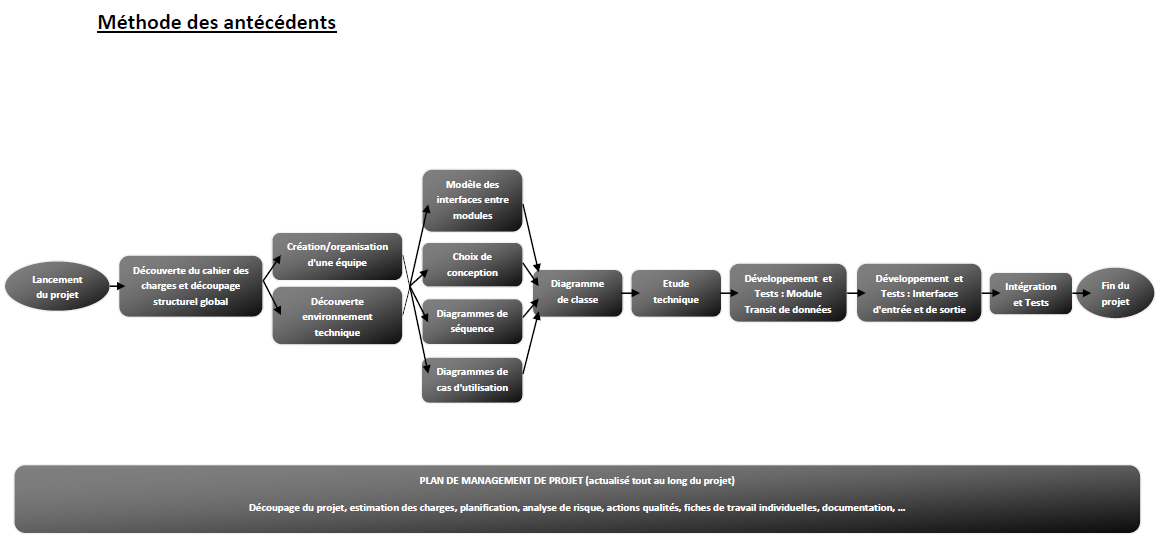 Méthode des antécédents
Lancement
du projet
Découverte du cahier des
charges et découpage
structurel global
Création/organisation
d'une équipe
Découverte
environnement
technique
Modèle des
interfaces entre
modules
Choix de
conception
Diagrammes de
séquence
Diagrammes de
cas d'utilisation
Diagramme
de classe
Etude
technique
Développement et
Tests : Module
Transit de données
Développement et
Tests : Interfaces
d'entrée et de sortie
Intégration
et Tests
Fin du
projet
PLAN DE MANAGEMENT DE PROJET (actualisé tout au long du projet)
Découpage du projet, estimation des charges, planification, analyse de risque, actions qualités, fiches de travail individuelles, documentation, ...